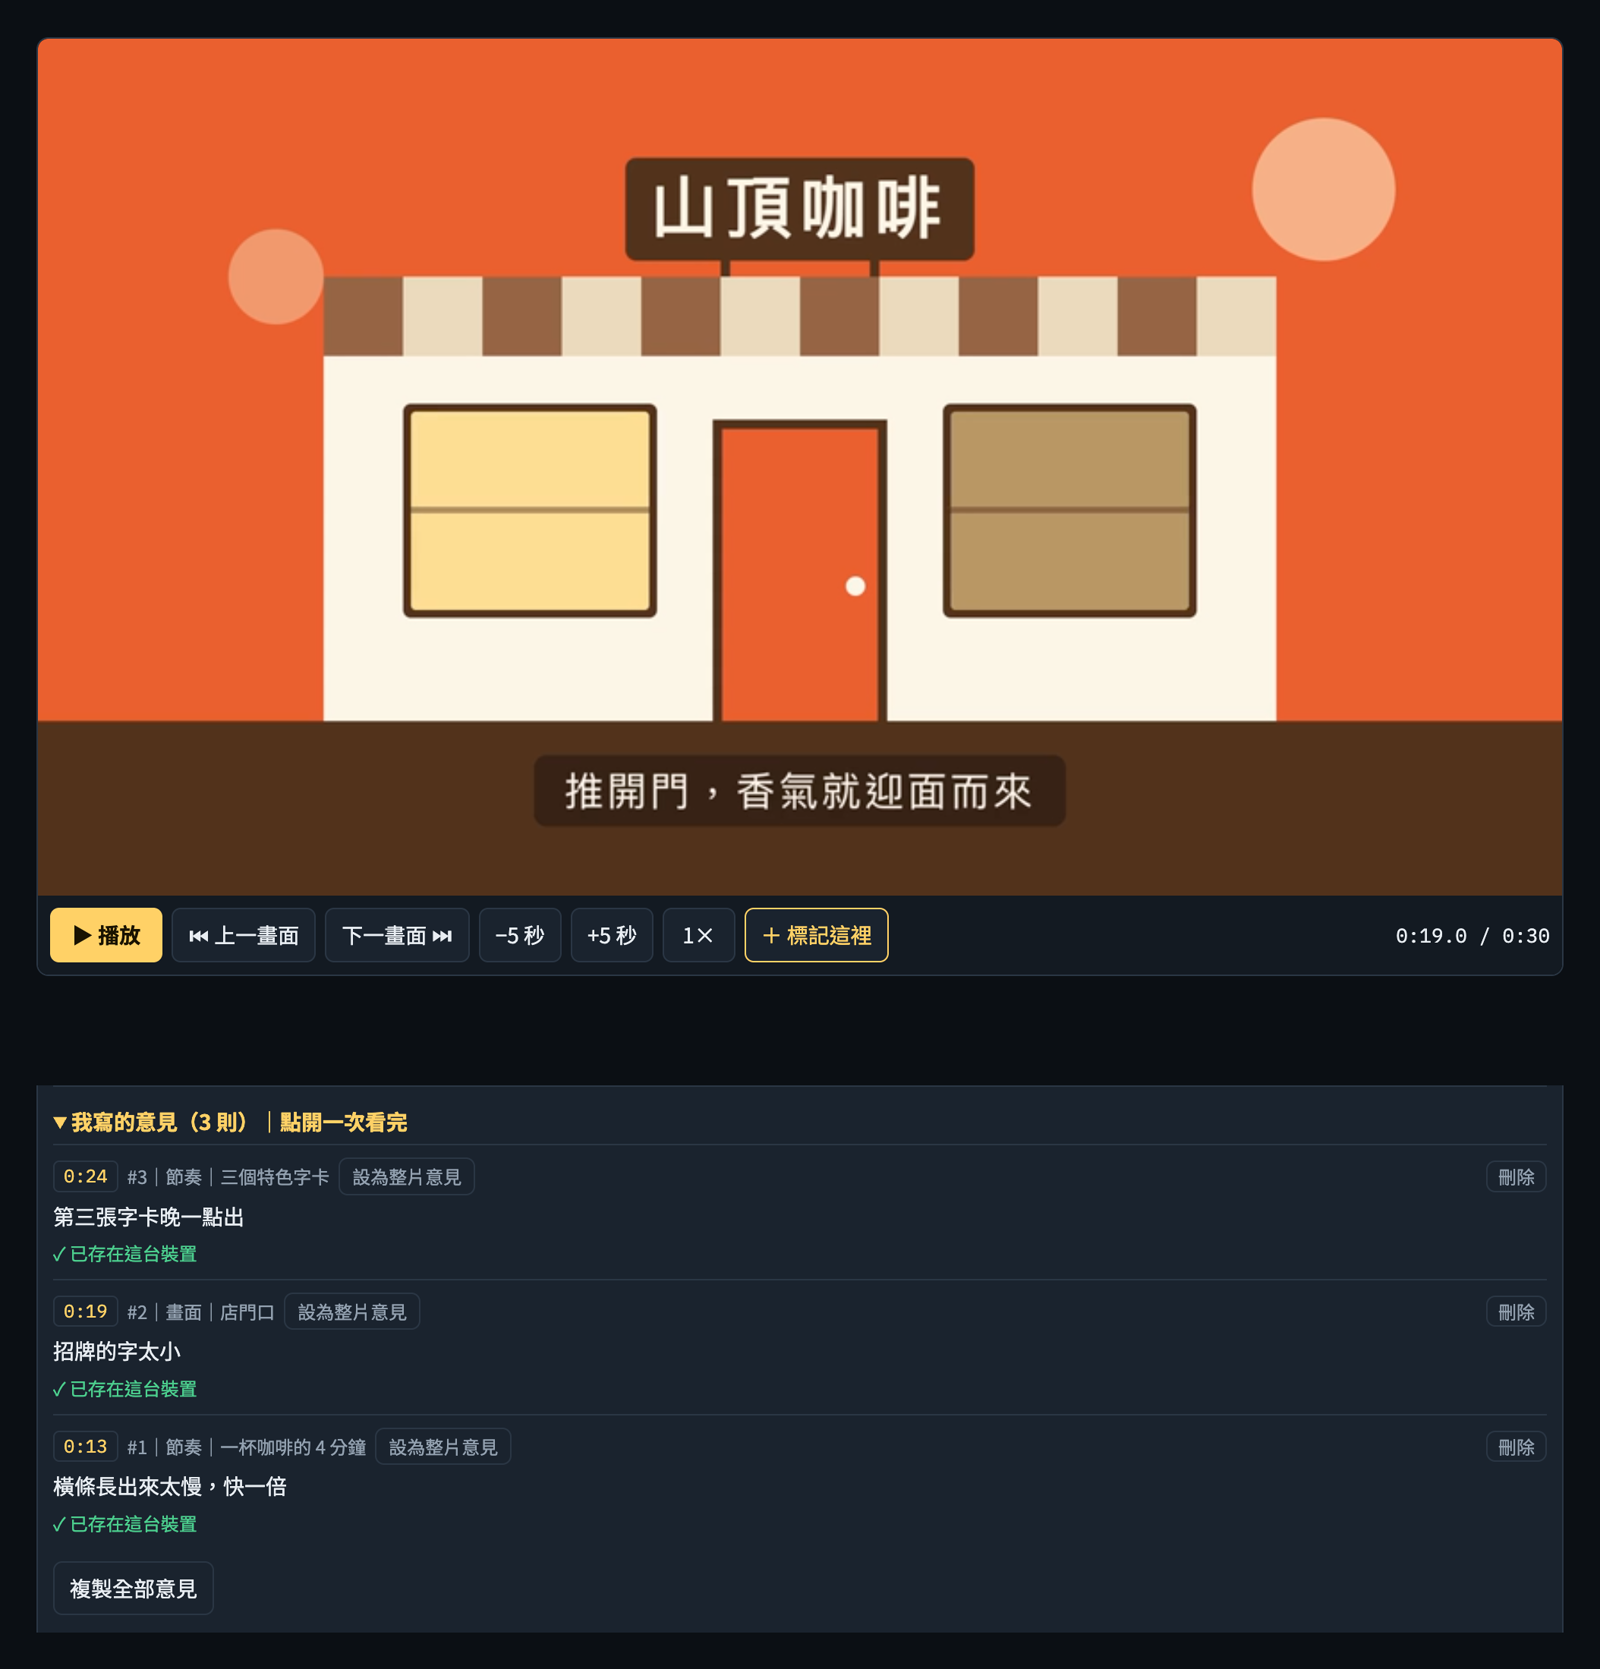 山頂咖啡
推開門，香氣就迎面而來
▶ 播放 ⏮ 上一畫面 下一畫面 ⏭ −5 秒 +5 秒 1× ＋ 標記這裡 0:19.0 / 0:30
▼ 我寫的意見（3 則）｜點開一次看完
0:24 #3｜節奏｜三個特色字卡 設為整片意見 刪除
第三張字卡晚一點出
✓ 已存在這台裝置
0:19 #2｜畫面｜店門口 設為整片意見 刪除
招牌的字太小
✓ 已存在這台裝置
0:13 #1｜節奏｜一杯咖啡的 4 分鐘 設為整片意見 刪除
橫條長出來太慢，快一倍
✓ 已存在這台裝置
複製全部意見